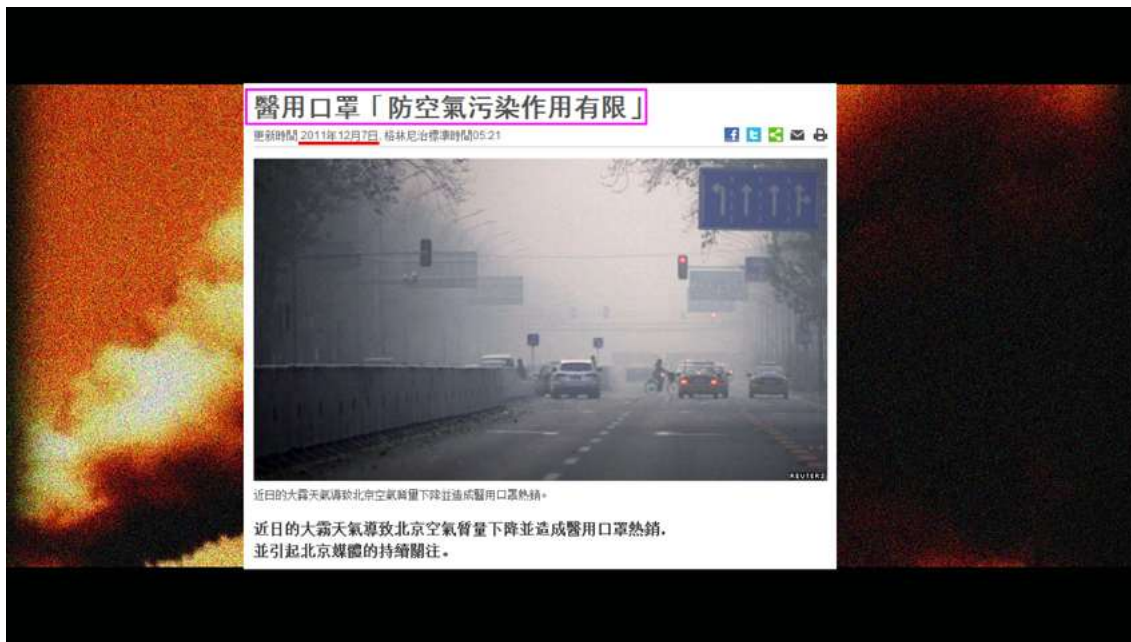 醫用口罩「防空氣污染作用有限」
更新時間 2011年12月7日, 格林尼治標準時間05:21
REUTERS
近日的大霧天氣導致北京空氣質量下降並造成醫用口罩熱銷。
近日的大霧天氣導致北京空氣質量下降並造成醫用口罩熱銷,
並引起北京媒體的持續關注。